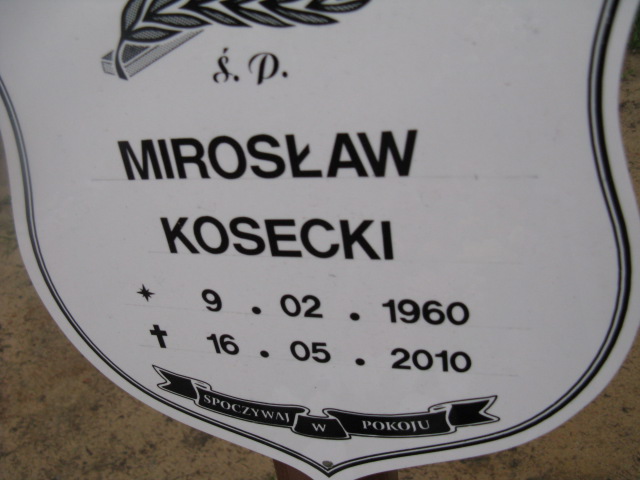 Ś. P.
MIROSŁAW
KOSECKI
9 . 02 . 1960
✝ 16 . 05 . 2010
SPOCZYWAJ W POKOJU